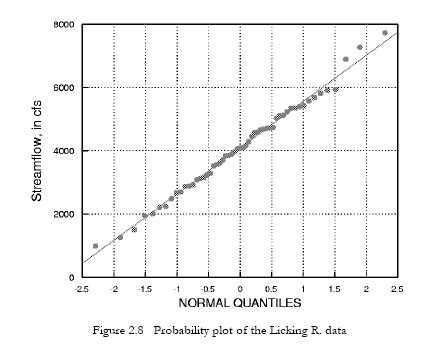 8000
6000
4000
2000
0
Streamflow, in cfs
-2.5 -2 -1.5 -1 -0.5 0 0.5 1 1.5 2 2.5
NORMAL QUANTILES
Figure 2.8 Probability plot of the Licking R. data